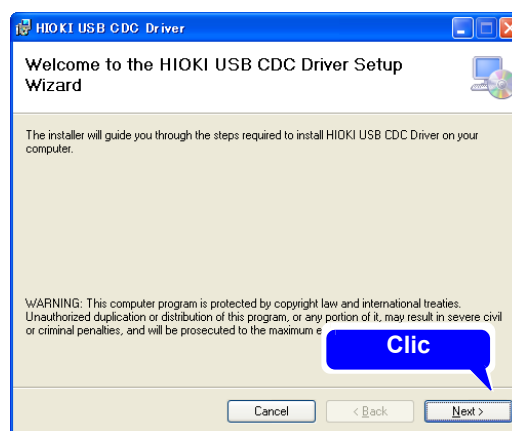 HIOKI USB CDC Driver
Welcome to the HIOKI USB CDC Driver Setup
Wizard
The installer will guide you through the steps required to install HIOKI USB CDC Driver on your
computer.
WARNING: This computer program is protected by copyright law and international treaties.
Unauthorized duplication or distribution of this program, or any portion of it, may result in severe civil
or criminal penalties, and will be prosecuted to the maximum
Clic
Cancel
< Back
Next >